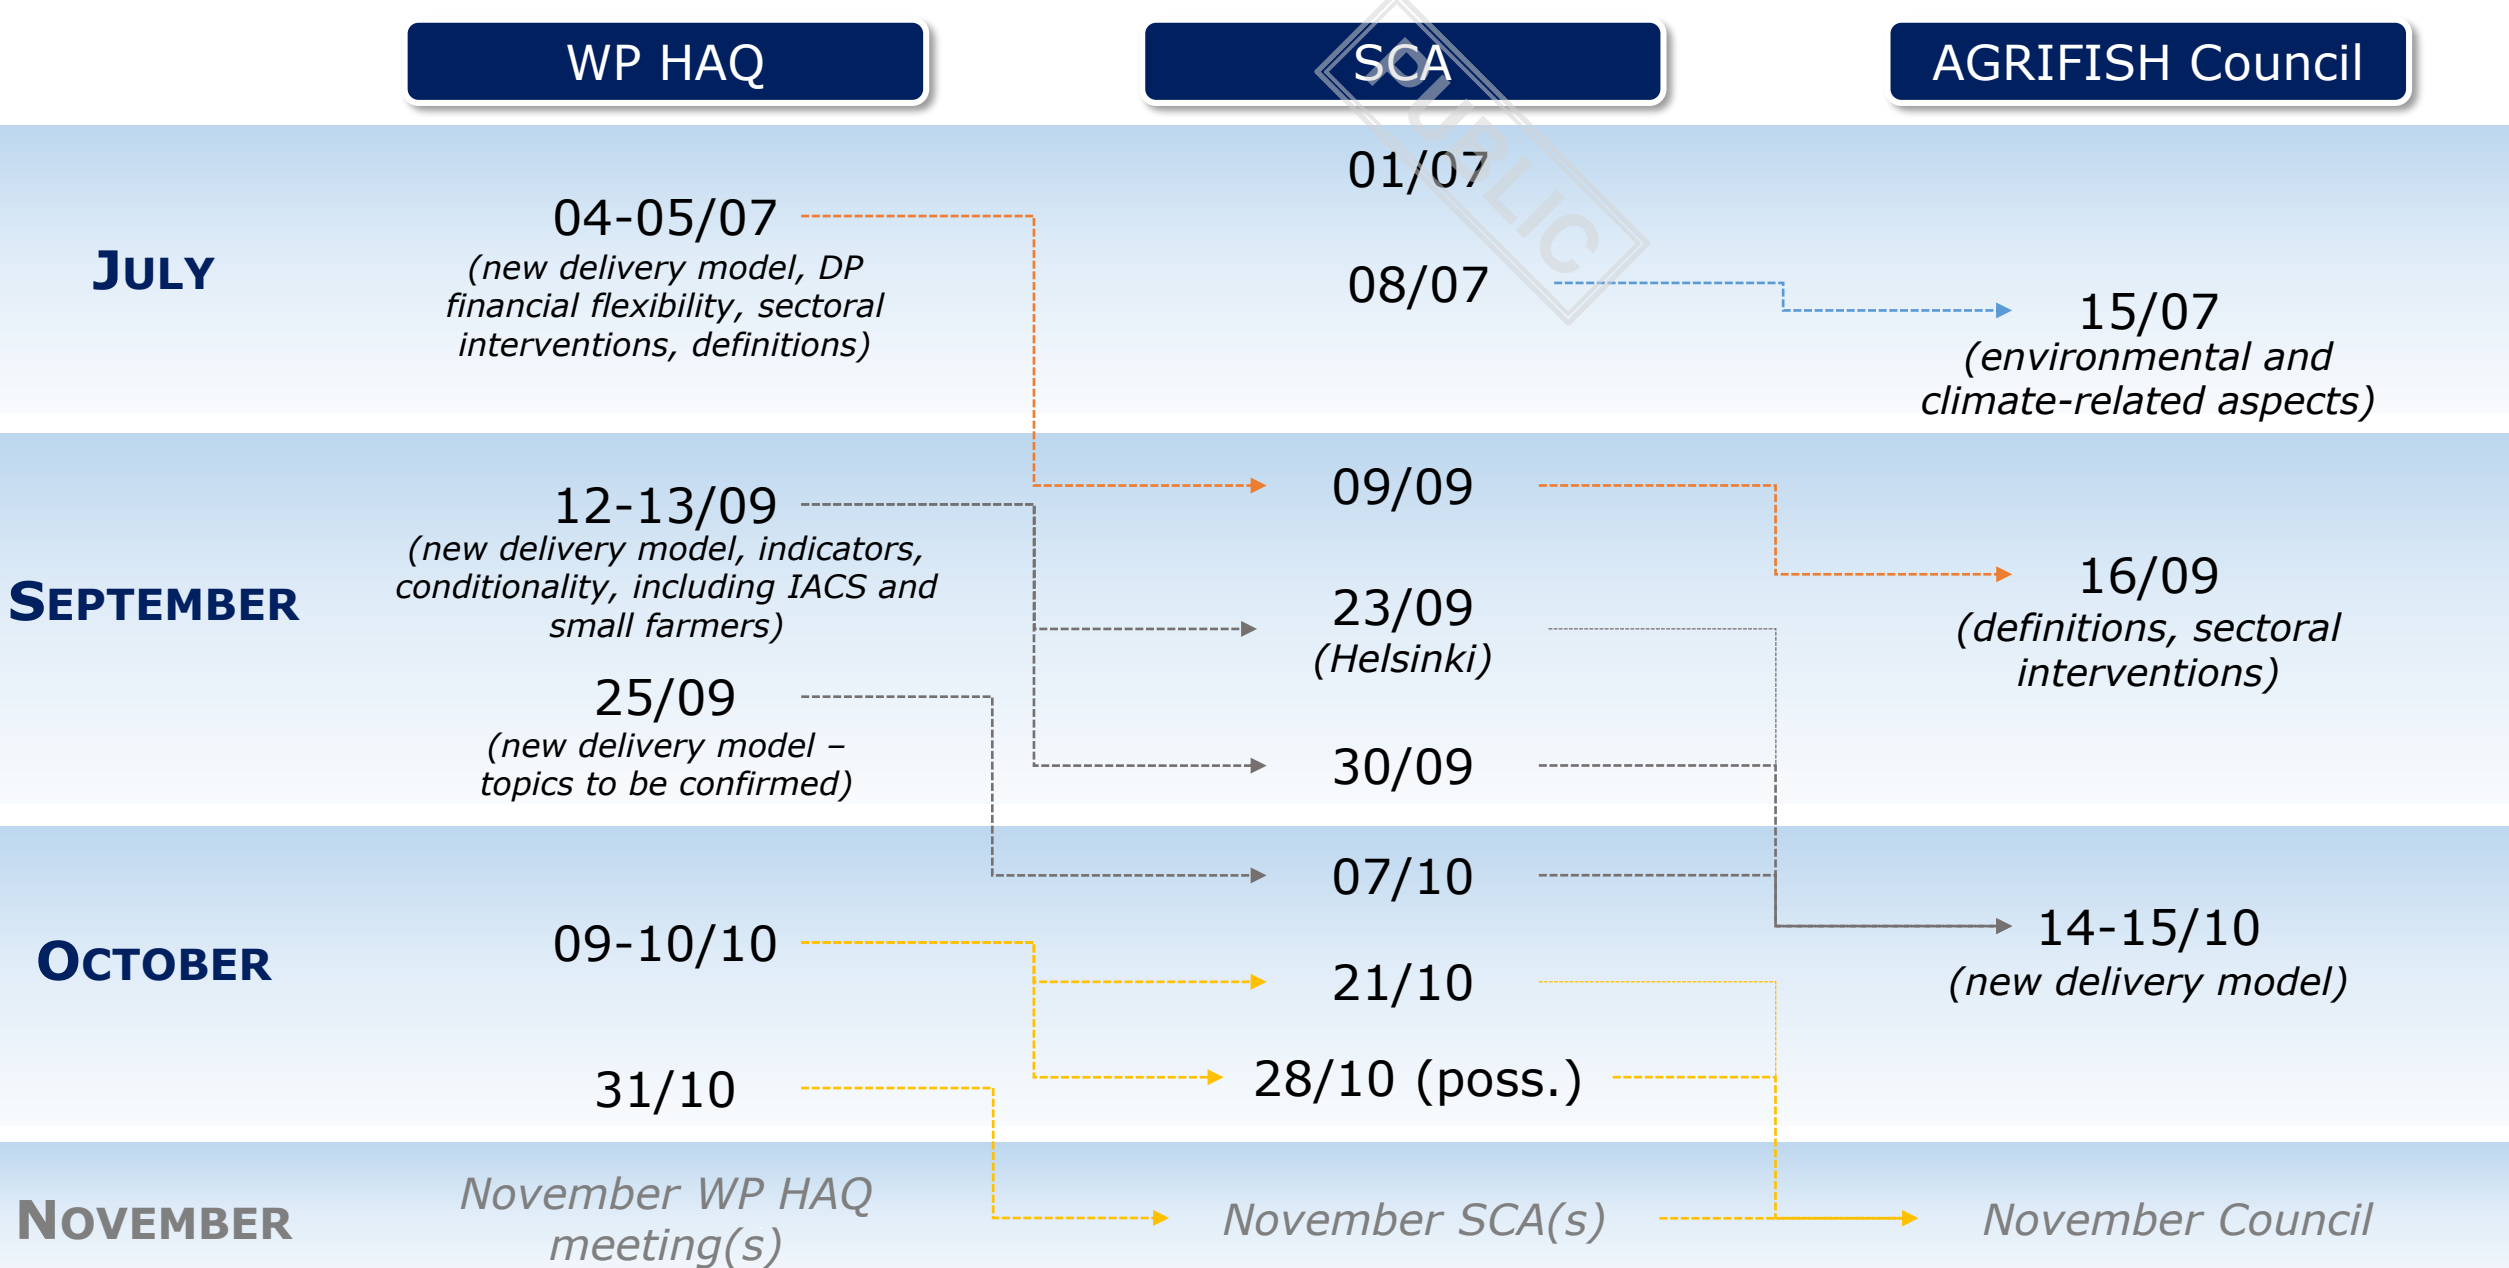 WP HAQ
SCA
AGRIFISH Council
PUBLIC
JULY
04-05/07
(new delivery model, DP
financial flexibility, sectoral
interventions, definitions)
01/07
08/07
15/07
(environmental and
climate-related aspects)
SEPTEMBER
12-13/09
(new delivery model, indicators,
conditionality, including IACS and
small farmers)
25/09
(new delivery model –
topics to be confirmed)
09/09
23/09
(Helsinki)
30/09
16/09
(definitions, sectoral
interventions)
OCTOBER
09-10/10
31/10
07/10
21/10
28/10 (poss.)
14-15/10
(new delivery model)
NOVEMBER
November WP HAQ
meeting(s)
November SCA(s)
November Council